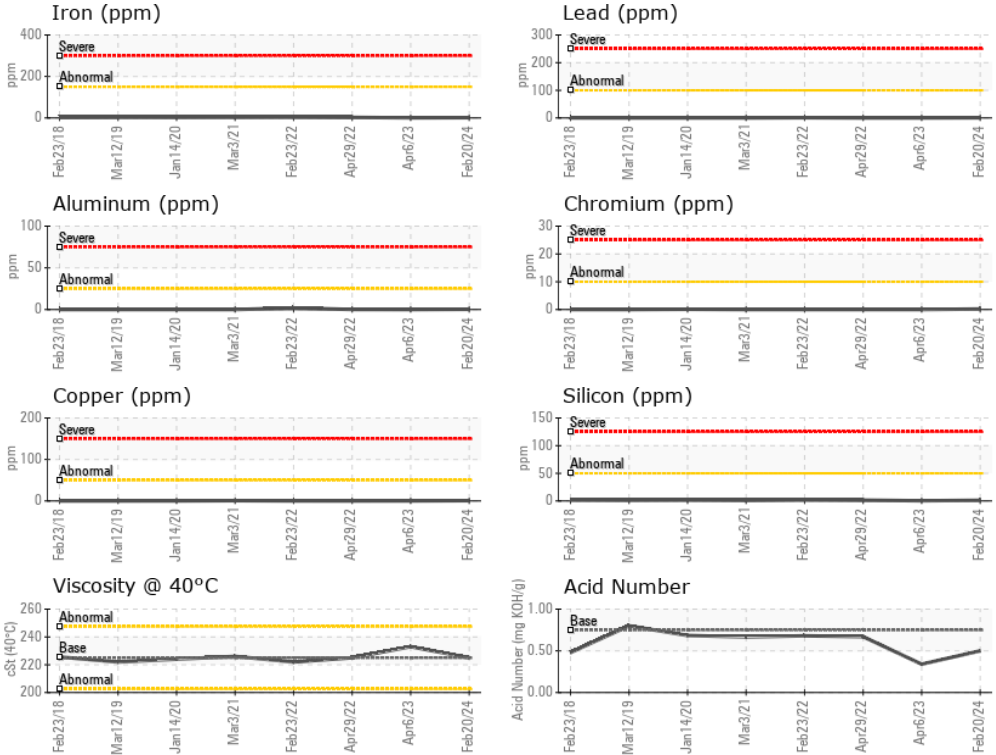 Iron (ppm)
400
200
0
ppm
Severe
Abnormal
Feb23/18
Mar12/19
Jan14/20
Mar3/21
Feb23/22
Apr29/22
Apr6/23
Feb20/24
Lead (ppm)
300
200
100
0
ppm
Severe
Abnormal
Feb23/18
Mar12/19
Jan14/20
Mar3/21
Feb23/22
Apr29/22
Apr6/23
Feb20/24
Aluminum (ppm)
100
50
0
ppm
Severe
Abnormal
Feb23/18
Mar12/19
Jan14/20
Mar3/21
Feb23/22
Apr29/22
Apr6/23
Feb20/24
Chromium (ppm)
30
20
10
0
ppm
Severe
Abnormal
Feb23/18
Mar12/19
Jan14/20
Mar3/21
Feb23/22
Apr29/22
Apr6/23
Feb20/24
Copper (ppm)
200
100
0
ppm
Severe
Abnormal
Feb23/18
Mar12/19
Jan14/20
Mar3/21
Feb23/22
Apr29/22
Apr6/23
Feb20/24
Silicon (ppm)
150
100
50
0
ppm
Severe
Abnormal
Feb23/18
Mar12/19
Jan14/20
Mar3/21
Feb23/22
Apr29/22
Apr6/23
Feb20/24
Viscosity @ 40°C
260
240
220
200
cSt (40°C)
Abnormal
Base
Abnormal
Feb23/18
Mar12/19
Jan14/20
Mar3/21
Feb23/22
Apr29/22
Apr6/23
Feb20/24
Acid Number
1.00
0.50
0.00
Acid Number (mg KOH/g)
Base
Feb23/18
Mar12/19
Jan14/20
Mar3/21
Feb23/22
Apr29/22
Apr6/23
Feb20/24